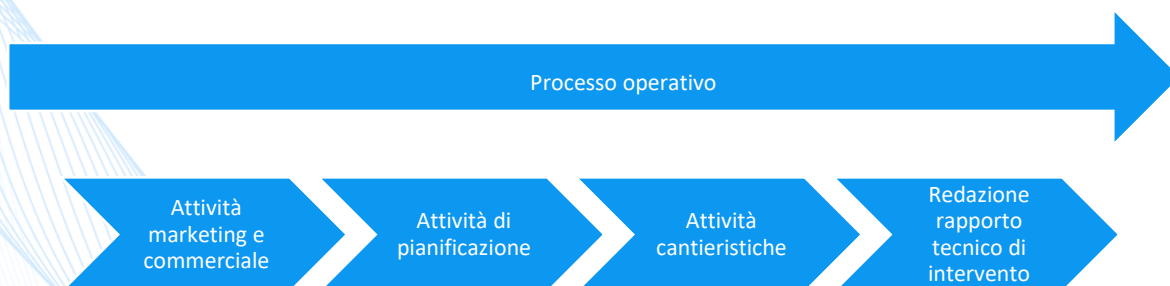 Processo operativo
Attività
marketing e
commerciale
Attività di
pianificazione
Attività
cantieristiche
Redazione
rapporto
tecnico di
intervento